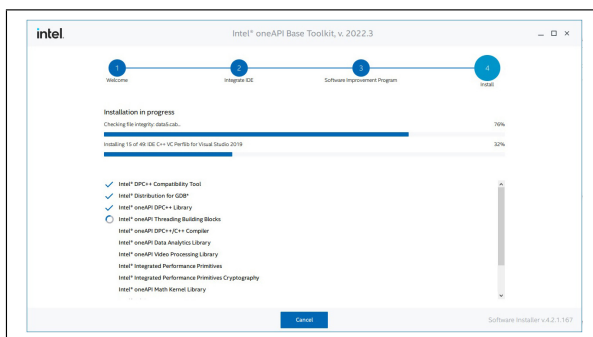 intel.
Intel® oneAPI Base Toolkit, v. 2022.3
1
2
3
4
Welcome
Integrate IDE
Software Improvement Program
Install
Installation in progress
Checking file integrity: data5.cab..
76%
Installing 15 of 49: IDE C++ VC Perflib for Visual Studio 2019
32%
Intel® DPC++ Compatibility Tool
Intel® Distribution for GDB*
Intel® oneAPI DPC++ Library
Intel® oneAPI Threading Building Blocks
Intel® oneAPI DPC++/C++ Compiler
Intel® oneAPI Data Analytics Library
Intel® oneAPI Video Processing Library
Intel® Integrated Performance Primitives
Intel® Integrated Performance Primitives Cryptography
Intel® oneAPI Math Kernel Library
Cancel
Software Installer-v.4.2.1.167